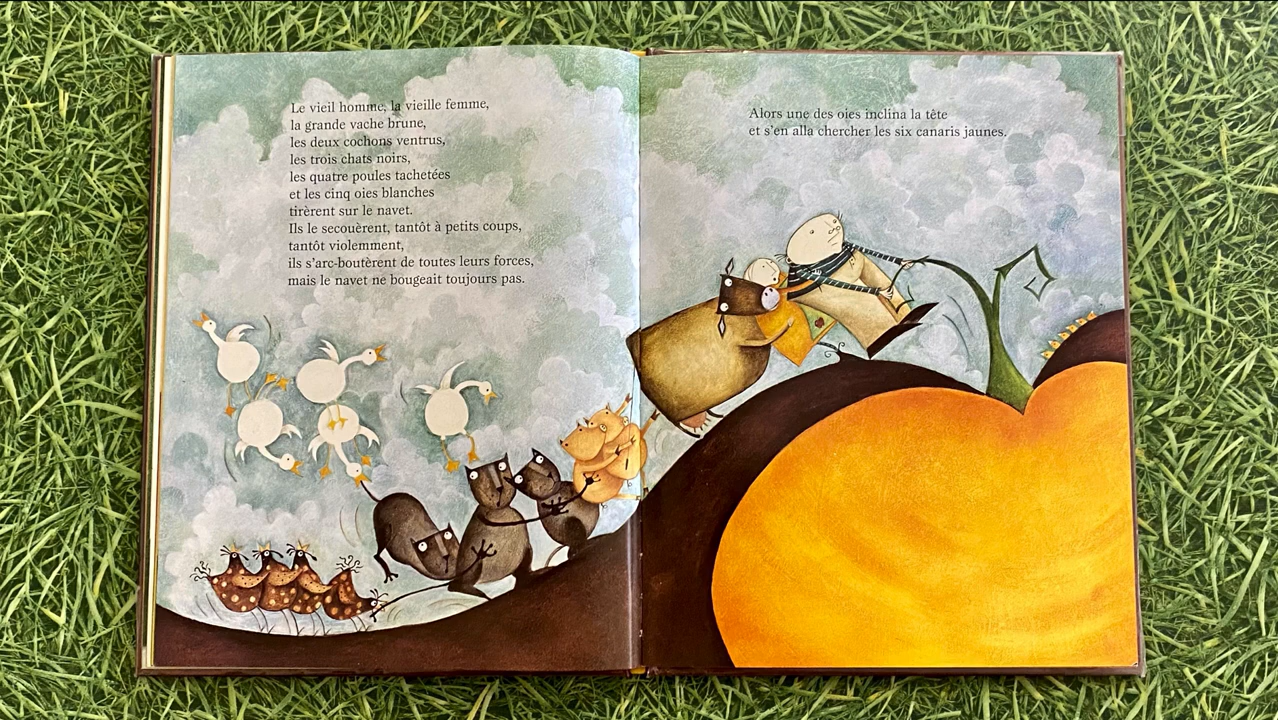 Le vieil homme, la vieille femme,
la grande vache brune,
les deux cochons ventrus,
les trois chats noirs,
les quatre poules tachetées
et les cinq oies blanches
tirèrent sur le navet.
Ils le secouèrent, tantôt à petits coups,
tantôt violemment,
ils s'arc-boutèrent de toutes leurs forces,
mais le navet ne bougeait toujours pas.
Alors une des oies inclina la tête
et s'en alla chercher les six canaris jaunes.